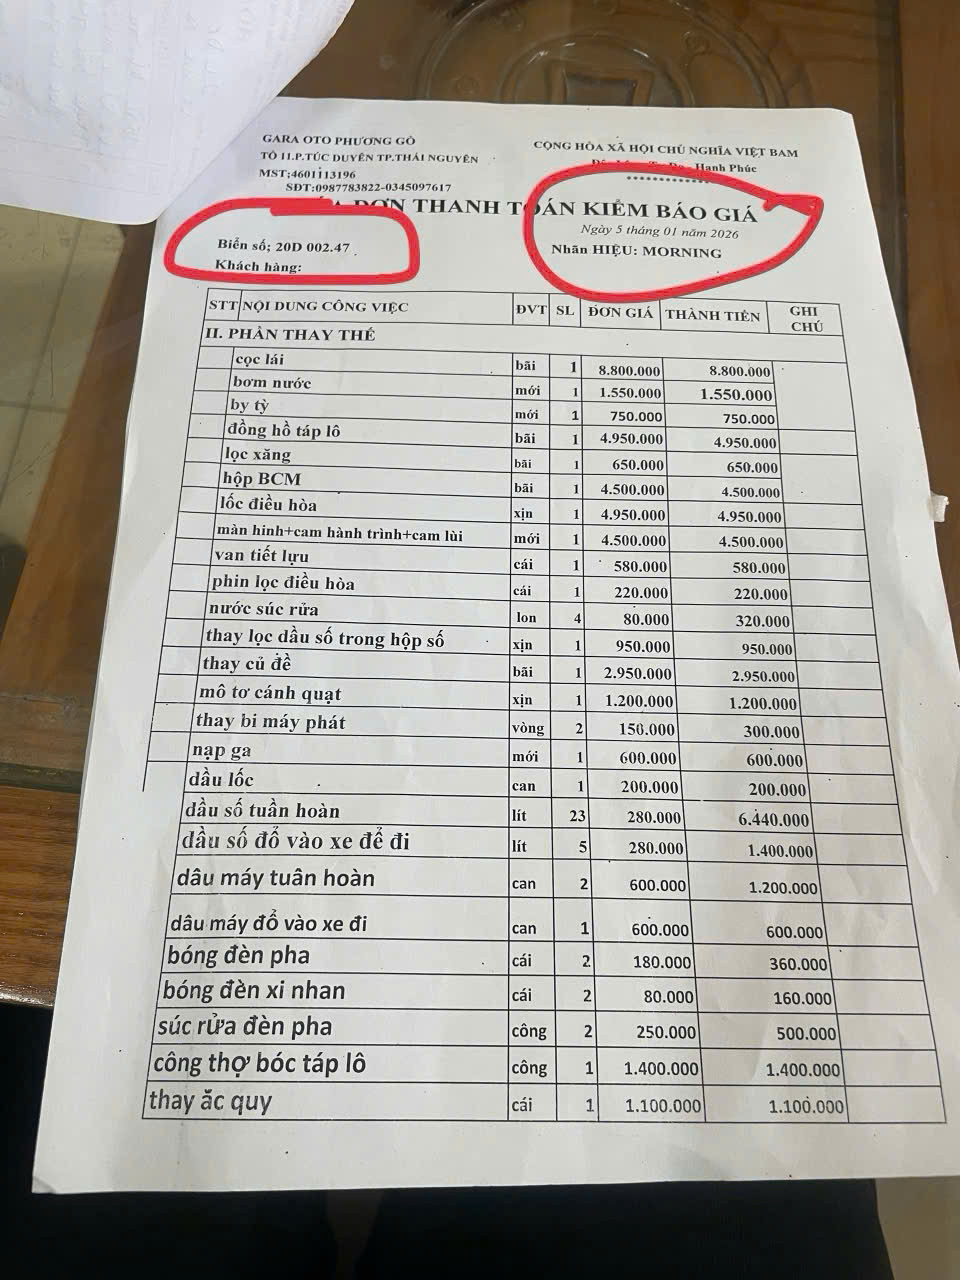 GARA OTO PHƯƠNG GÒ
TỔ 11.P.TÚC DUYÊN TP.THÁI NGUYÊN
MST;4601113196
SĐT:0987783822-0345097617
CỘNG HÒA XÃ HỘI CHỦ NGHĨA VIỆT BAM
Hạnh Phúc
ĐƠN THANH TOÁN KIÊM BÁO GIÁ
Ngày 5 tháng 01 năm 2026
Biển số; 20D 002.47
Nhãn HIỆU: MORNING
Khách hàng:
STT NỘI DUNG CÔNG VIỆC ĐVT SL ĐƠN GIÁ THÀNH TIỀN GHI CHÚ
II. PHẦN THAY THẾ
cọc lái bãi 1 8.800.000 8.800.000
bơm nước mới 1 1.550.000 1.550.000
by tỳ mới 1 750.000 750.000
đồng hồ táp lô bãi 1 4.950.000 4.950.000
lọc xăng bãi 1 650.000 650.000
hộp BCM bãi 1 4.500.000 4.500.000
lốc điều hòa xịn 1 4.950.000 4.950.000
màn hinh+cam hành trình+cam lùi mới 1 4.500.000 4.500.000
van tiết lựu cái 1 580.000 580.000
phin lọc điều hòa cái 1 220.000 220.000
nước súc rửa lon 4 80.000 320.000
thay lọc dầu số trong hộp số xịn 1 950.000 950.000
thay củ đề bãi 1 2.950.000 2.950.000
mô tơ cánh quạt xịn 1 1.200.000 1.200.000
thay bi máy phát vòng 2 150.000 300.000
nạp ga mới 1 600.000 600.000
dầu lốc can 1 200.000 200.000
dầu số tuần hoàn lít 23 280.000 6.440.000
dầu số đổ vào xe để đi lít 5 280.000 1.400.000
dâu máy tuân hoàn can 2 600.000 1.200.000
dâu máy đổ vào xe đi can 1 600.000 600.000
bóng đèn pha cái 2 180.000 360.000
bóng đèn xi nhan cái 2 80.000 160.000
súc rửa đèn pha công 2 250.000 500.000
công thợ bóc táp lô công 1 1.400.000 1.400.000
thay ắc quy cái 1 1.100.000 1.100.000